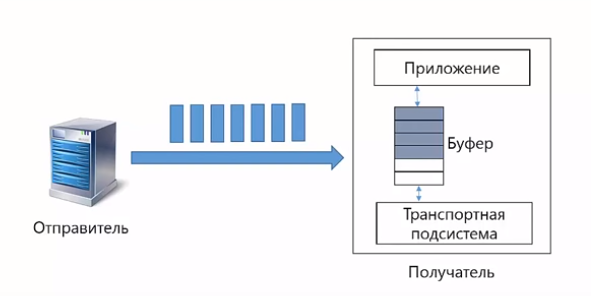 Приложение
Буфер
Транспортная
подсистема
Отправитель
Получатель